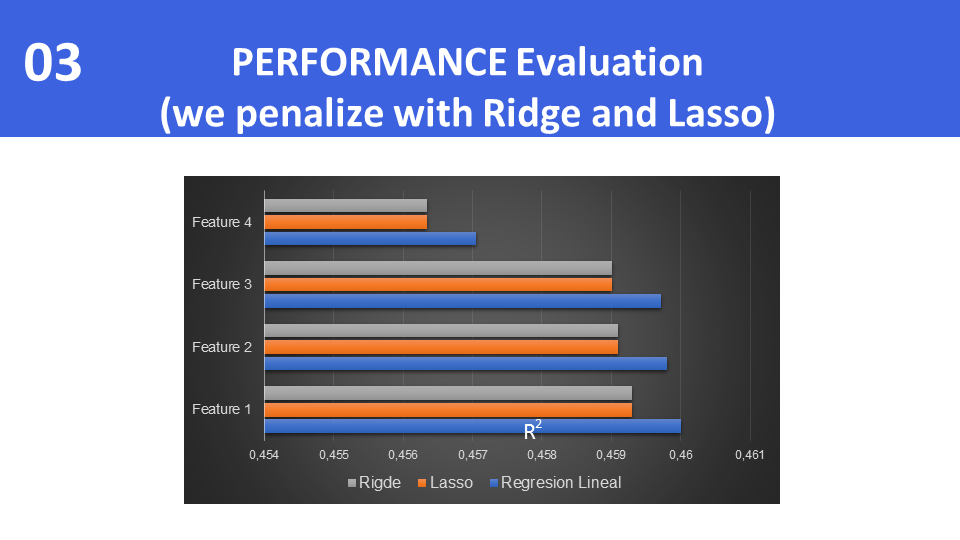 03
PERFORMANCE Evaluation
(we penalize with Ridge and Lasso)
Feature 4
Feature 3
Feature 2
Feature 1
R²
0,454 0,455 0,456 0,457 0,458 0,459 0,46 0,461
Rigde Lasso Regresion Lineal